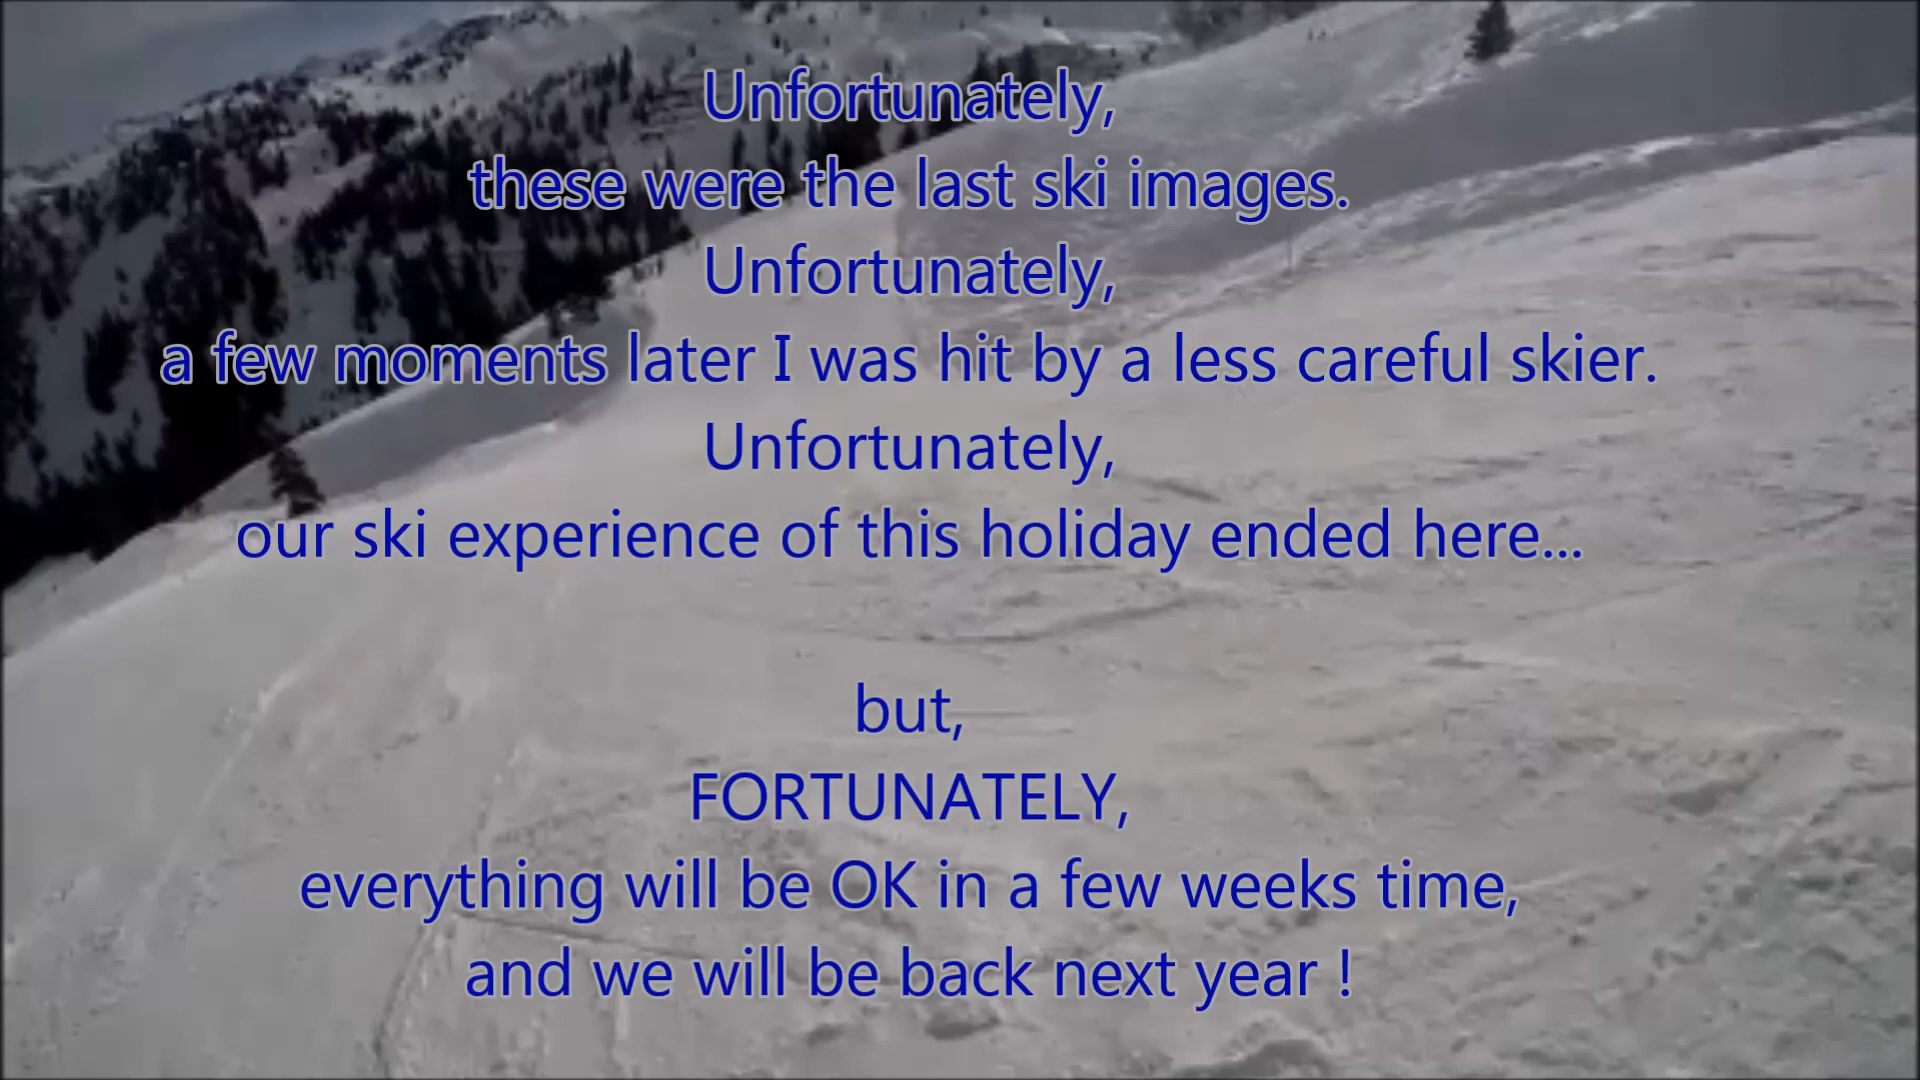 Unfortunately,
these were the last ski images.
Unfortunately,
a few moments later I was hit by a less careful skier.
Unfortunately,
our ski experience of this holiday ended here...
but,
FORTUNATELY,
everything will be OK in a few weeks time,
and we will be back next year !